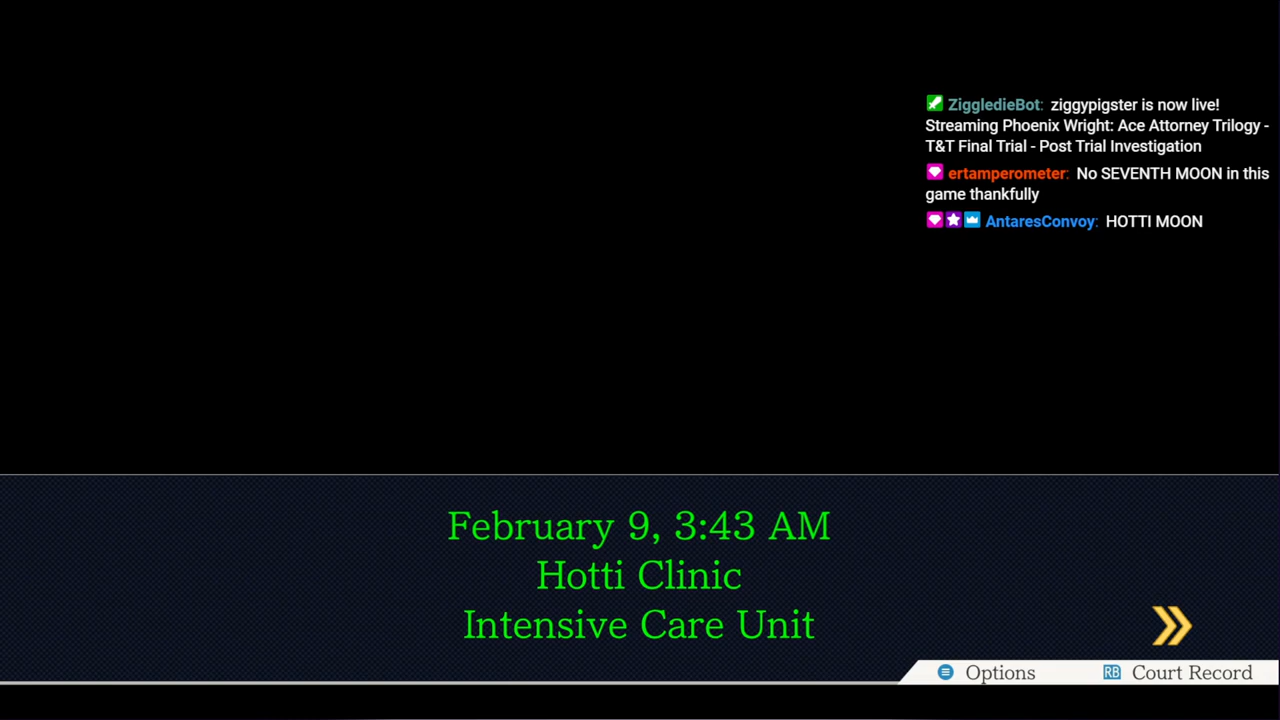 ZiggledieBot: ziggypigster is now live!
Streaming Phoenix Wright: Ace Attorney Trilogy -
T&T Final Trial - Post Trial Investigation
ertamperometer: No SEVENTH MOON in this
game thankfully
AntaresConvoy: HOTTI MOON
February 9, 3:43 AM
Hotti Clinic
Intensive Care Unit
Options
RB Court Record